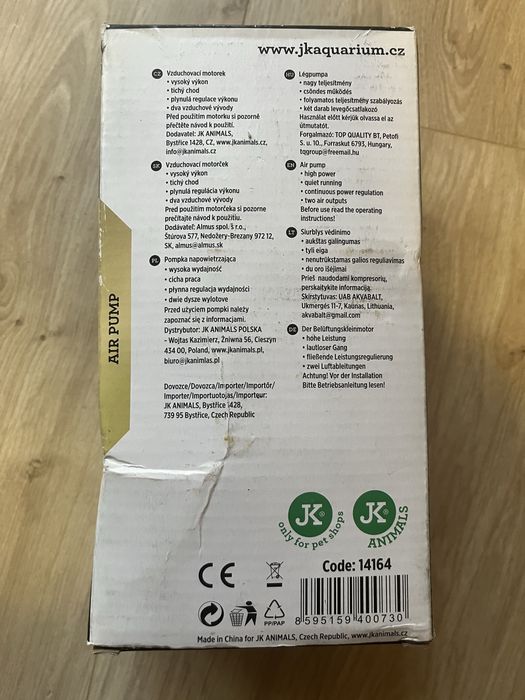 www.jkaquarium.cz
CZ Vzduchovací motorek
• vysoký výkon
• tichý chod
• plynulá regulace výkonu
• dva vzduchové vývody
Před použitím motorku si pozorně
přečtěte návod k použití.
Dodavatel: JK ANIMALS,
Bystřice 1428, CZ, www.jkanimals.cz,
info@jkanimals.cz
SK Vzduchovací motorček
• vysoký výkon
• tichý chod
• plynulá regulácia výkonu
• dva vzduchové vývody
Pred použitím motorčeka si pozorne
prečítajte návod k použitiu.
Dodávateľ: Almus spol. s r.o.,
Štúrova 577, Nedožery-Brezany 972 12,
SK, almus@almus.sk
PL Pompka napowietrzająca
• wysoka wydajność
• cicha praca
• płynna regulacja wydajności
• dwie dysze wylotowe
Przed użyciem pompki należy
zapoznać się z informacjami.
Dystrybutor: JK ANIMALS POLSKA
- Wojtas Kazimierz, Żniwna 56, Cieszyn
434 00, Poland, www.jkanimals.pl,
biuro@jkanimlas.pl
Dovozce/Dovozca/Importer/Importőr/
Importer/Importuotojas/Importeur:
JK ANIMALS, Bystřice 1428,
739 95 Bystřice, Czech Republic
HU Légpumpa
• nagy teljesítmény
• csöndes működés
• folyamatos teljesítmény szabályozás
• két darab levegőcsatlakozó
Használat előtt kérjük olvassa el az
útmutatót.
Forgalmazó: TOP QUALITY BT, Petofi
S. u. 10., Forraskut 6793, Hungary,
tqgroup@freemail.hu
EN Air pump
• high power
• quiet running
• continuous power regulation
• two air outputs
Before use read the operating
instructions!
LT Siurblys vėdinimo
• aukštas galingumas
• tyli eiga
• nenutrūkstamas galios reguliavimas
• du oro išėjimai
Prieš naudodami kompresorių,
perskaitykite informaciją.
Skirstytuvas: UAB AKVABALT,
Ukmergės 11-7, Kaunas, Lithuania,
akvabalt@gmail.com
DE Der Belüftungskleinmotor
• hohe Leistung
• lautloser Gang
• fließende Leistungsregulierung
• zwei Luftableitungen
Achtung! Vor der Installation
Bitte Betriebsanleitung lesen!
AIR PUMP
JK®
only for pet shops
JK®
ANIMALS
CE
Code: 14164
PP/PAP
8 595159 400730
Made in China for JK ANIMALS, Czech Republic, www.jkanimals.cz